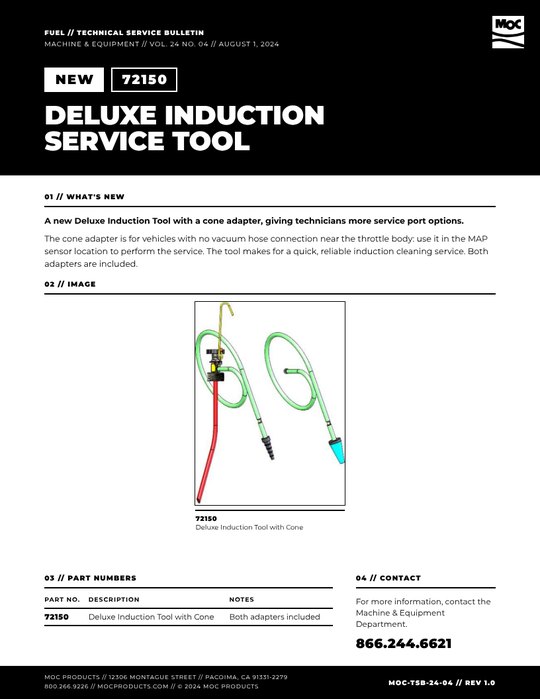 FUEL // TECHNICAL SERVICE BULLETIN
MACHINE & EQUIPMENT // VOL. 24 NO. 04 // AUGUST 1, 2024
MOC
NEW 72150
DELUXE INDUCTION
SERVICE TOOL
01 // WHAT'S NEW
A new Deluxe Induction Tool with a cone adapter, giving technicians more service port options.
The cone adapter is for vehicles with no vacuum hose connection near the throttle body: use it in the MAP
sensor location to perform the service. The tool makes for a quick, reliable induction cleaning service. Both
adapters are included.
02 // IMAGE
72150
Deluxe Induction Tool with Cone
03 // PART NUMBERS
PART NO. DESCRIPTION NOTES
72150 Deluxe Induction Tool with Cone Both adapters included
04 // CONTACT
For more information, contact the
Machine & Equipment
Department.
866.244.6621
MOC PRODUCTS // 12306 MONTAGUE STREET // PACOIMA, CA 91331-2279
800.266.9226 // MOCPRODUCTS.COM // © 2024 MOC PRODUCTS
MOC-TSB-24-04 // REV 1.0